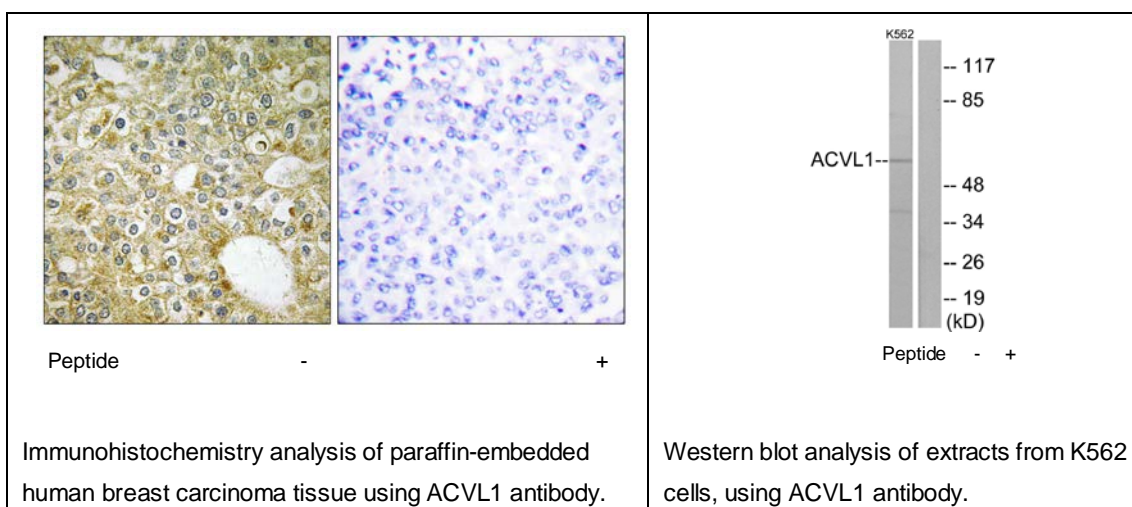 Peptide - +
Immunohistochemistry analysis of paraffin-embedded
human breast carcinoma tissue using ACVL1 antibody.
K562
-- 117
-- 85
ACVL1--
-- 48
-- 34
-- 26
-- 19
(kD)
Peptide - +
Western blot analysis of extracts from K562
cells, using ACVL1 antibody.